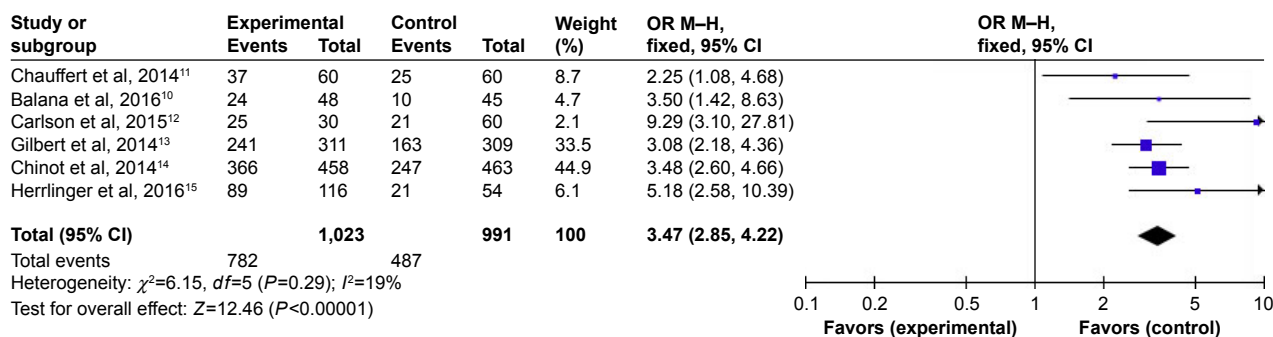 Study or subgroup Experimental Control Weight (%) OR M–H, fixed, 95% CI OR M–H, fixed, 95% CI
Events Total Events Total
Chauffert et al, 2014¹¹ 37 60 25 60 8.7 2.25 (1.08, 4.68)
Balana et al, 2016¹⁰ 24 48 10 45 4.7 3.50 (1.42, 8.63)
Carlson et al, 2015¹² 25 30 21 60 2.1 9.29 (3.10, 27.81)
Gilbert et al, 2014¹³ 241 311 163 309 33.5 3.08 (2.18, 4.36)
Chinot et al, 2014¹⁴ 366 458 247 463 44.9 3.48 (2.60, 4.66)
Herrlinger et al, 2016¹⁵ 89 116 21 54 6.1 5.18 (2.58, 10.39)
Total (95% CI) 1,023 991 100 3.47 (2.85, 4.22)
Total events 782 487
Heterogeneity: χ²=6.15, df=5 (P=0.29); I²=19%
Test for overall effect: Z=12.46 (P<0.00001)
0.1 0.2 0.5 1 2 5 10
Favors (experimental) Favors (control)